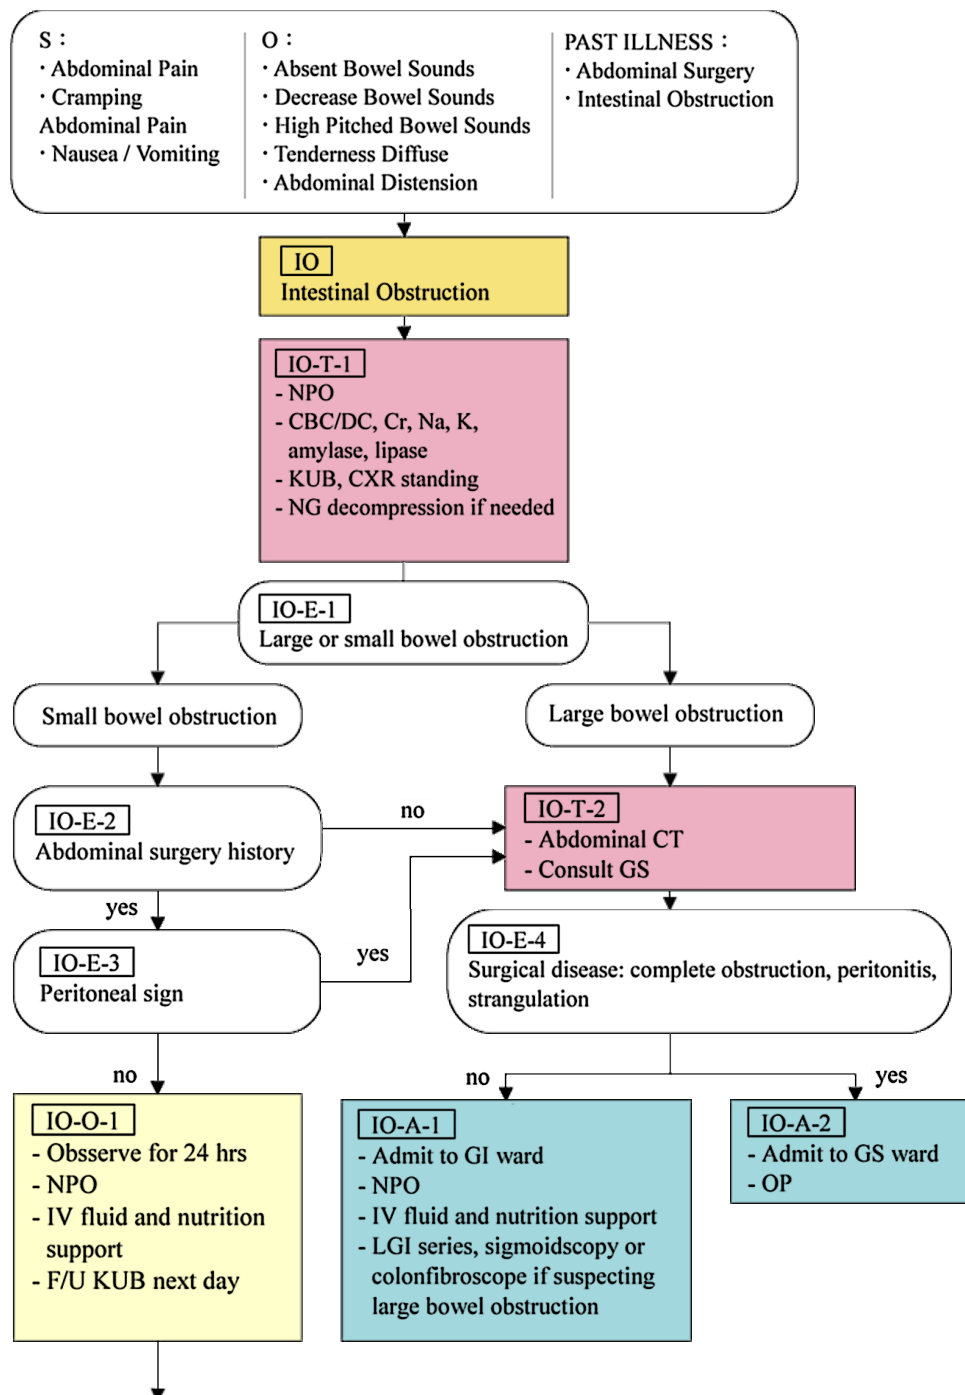 S：
· Abdominal Pain
· Cramping
Abdominal Pain
· Nausea / Vomiting
O：
· Absent Bowel Sounds
· Decrease Bowel Sounds
· High Pitched Bowel Sounds
· Tenderness Diffuse
· Abdominal Distension
PAST ILLNESS：
· Abdominal Surgery
· Intestinal Obstruction
IO
Intestinal Obstruction
IO-T-1
- NPO
- CBC/DC, Cr, Na, K,
amylase, lipase
- KUB, CXR standing
- NG decompression if needed
IO-E-1
Large or small bowel obstruction
Small bowel obstruction
Large bowel obstruction
IO-E-2
Abdominal surgery history
no
IO-T-2
- Abdominal CT
- Consult GS
yes
IO-E-3
Peritoneal sign
yes
IO-E-4
Surgical disease: complete obstruction, peritonitis,
strangulation
no
no
yes
IO-O-1
- Obsserve for 24 hrs
- NPO
- IV fluid and nutrition
support
- F/U KUB next day
IO-A-1
- Admit to GI ward
- NPO
- IV fluid and nutrition support
- LGI series, sigmoidscopy or
colonfibroscope if suspecting
large bowel obstruction
IO-A-2
- Admit to GS ward
- OP